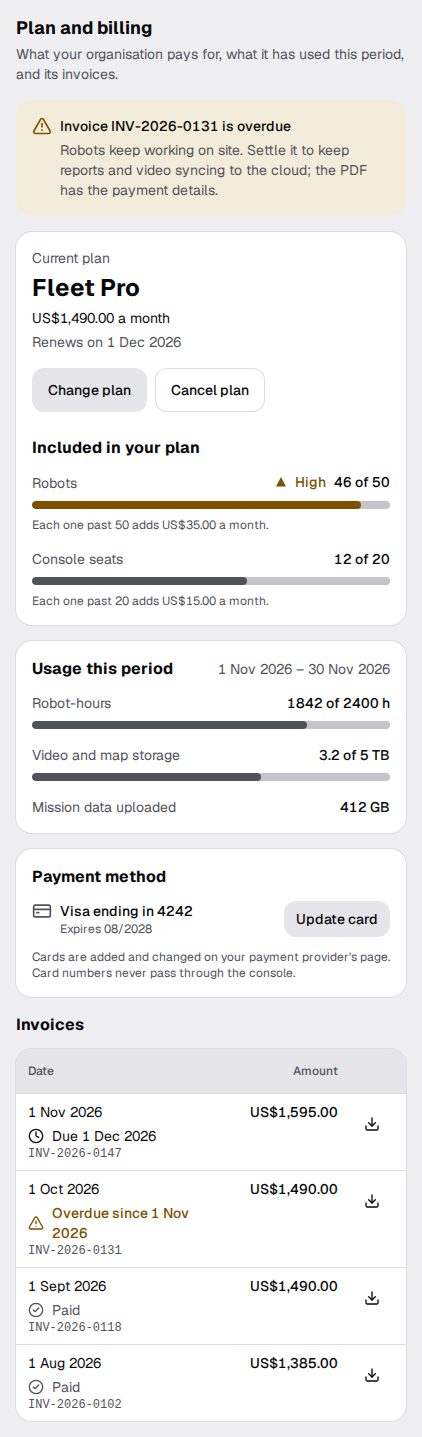 Plan and billing
What your organisation pays for, what it has used this period,
and its invoices.
Invoice INV-2026-0131 is overdue
Robots keep working on site. Settle it to keep
reports and video syncing to the cloud; the PDF
has the payment details.
Current plan
Fleet Pro
US$1,490.00 a month
Renews on 1 Dec 2026
Change plan
Cancel plan
Included in your plan
Robots
High 46 of 50
Each one past 50 adds US$35.00 a month.
Console seats
12 of 20
Each one past 20 adds US$15.00 a month.
Usage this period
1 Nov 2026 – 30 Nov 2026
Robot-hours
1842 of 2400 h
Video and map storage
3.2 of 5 TB
Mission data uploaded
412 GB
Payment method
Visa ending in 4242
Expires 08/2028
Update card
Cards are added and changed on your payment provider's page.
Card numbers never pass through the console.
Invoices
Date
Amount
1 Nov 2026
US$1,595.00
Due 1 Dec 2026
INV-2026-0147
1 Oct 2026
US$1,490.00
Overdue since 1 Nov
2026
INV-2026-0131
1 Sept 2026
US$1,490.00
Paid
INV-2026-0118
1 Aug 2026
US$1,385.00
Paid
INV-2026-0102